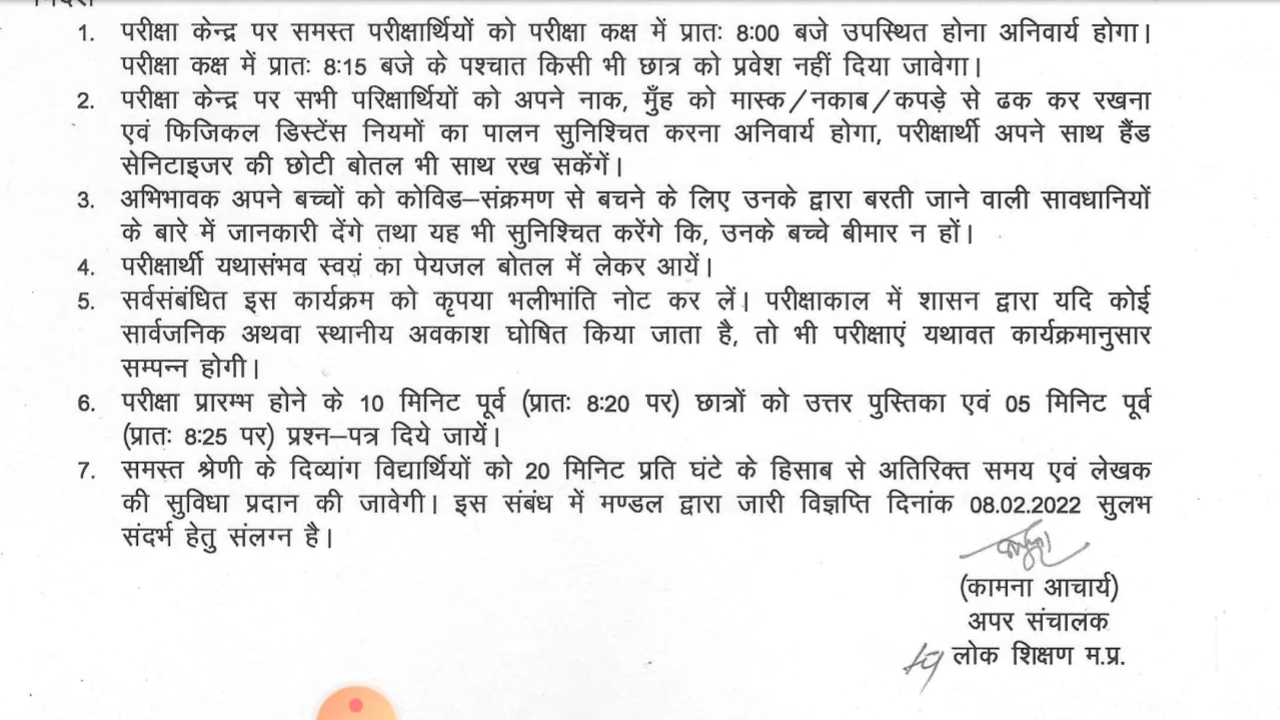 1. परीक्षा केन्द्र पर समस्त परीक्षार्थियों को परीक्षा कक्ष में प्रातः 8:00 बजे उपस्थित होना अनिवार्य होगा।
परीक्षा कक्ष में प्रातः 8:15 बजे के पश्चात किसी भी छात्र को प्रवेश नहीं दिया जावेगा।
2. परीक्षा केन्द्र पर सभी परिक्षार्थियों को अपने नाक, मुँह को मास्क/नकाब/कपड़े से ढक कर रखना
एवं फिजिकल डिस्टेंस नियमों का पालन सुनिश्चित करना अनिवार्य होगा, परीक्षार्थी अपने साथ हैंड
सेनिटाइजर की छोटी बोतल भी साथ रख सकेंगें।
3. अभिभावक अपने बच्चों को कोविड–संक्रमण से बचने के लिए उनके द्वारा बरती जाने वाली सावधानियों
के बारे में जानकारी देंगे तथा यह भी सुनिश्चित करेंगे कि, उनके बच्चे बीमार न हों।
4. परीक्षार्थी यथासंभव स्वयं का पेयजल बोतल में लेकर आयें।
5. सर्वसंबंधित इस कार्यक्रम को कृपया भलीभांति नोट कर लें। परीक्षाकाल में शासन द्वारा यदि कोई
सार्वजनिक अथवा स्थानीय अवकाश घोषित किया जाता है, तो भी परीक्षाएं यथावत कार्यक्रमानुसार
सम्पन्न होगी।
6. परीक्षा प्रारम्भ होने के 10 मिनिट पूर्व (प्रातः 8:20 पर) छात्रों को उत्तर पुस्तिका एवं 05 मिनिट पूर्व
(प्रातः 8:25 पर) प्रश्न–पत्र दिये जायें।
7. समस्त श्रेणी के दिव्यांग विद्यार्थियों को 20 मिनिट प्रति घंटे के हिसाब से अतिरिक्त समय एवं लेखक
की सुविधा प्रदान की जावेगी। इस संबंध में मण्डल द्वारा जारी विज्ञप्ति दिनांक 08.02.2022 सुलभ
संदर्भ हेतु संलग्न है।
(कामना आचार्य)
अपर संचालक
लोक शिक्षण म.प्र.